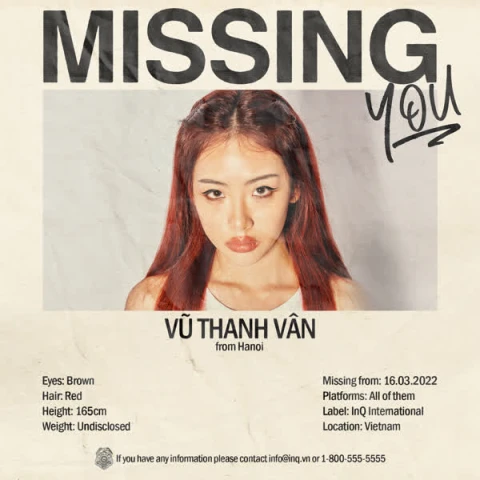 MISSING
YOU
VŨ THANH VÂN
from Hanoi
Eyes: Brown
Hair: Red
Height: 165cm
Weight: Undisclosed
Missing from: 16.03.2022
Platforms: All of them
Label: InQ International
Location: Vietnam
If you have any information please contact info@inq.vn or 1-800-555-5555